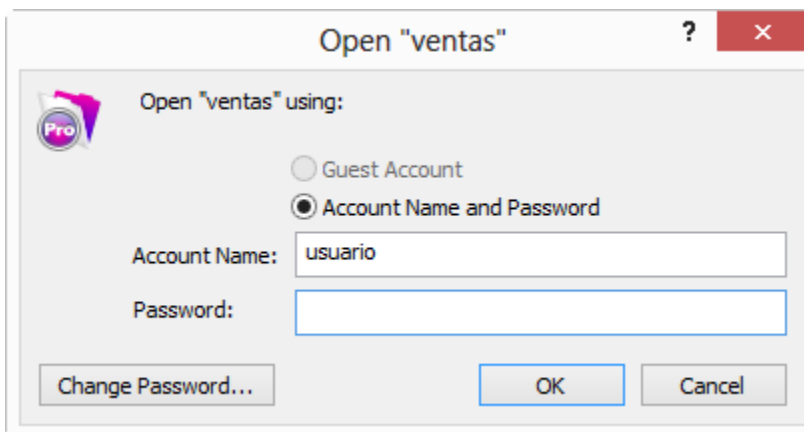 Open "ventas"
?
Open "ventas" using:
Pro
Guest Account
Account Name and Password
Account Name: usuario
Password:
Change Password... OK Cancel